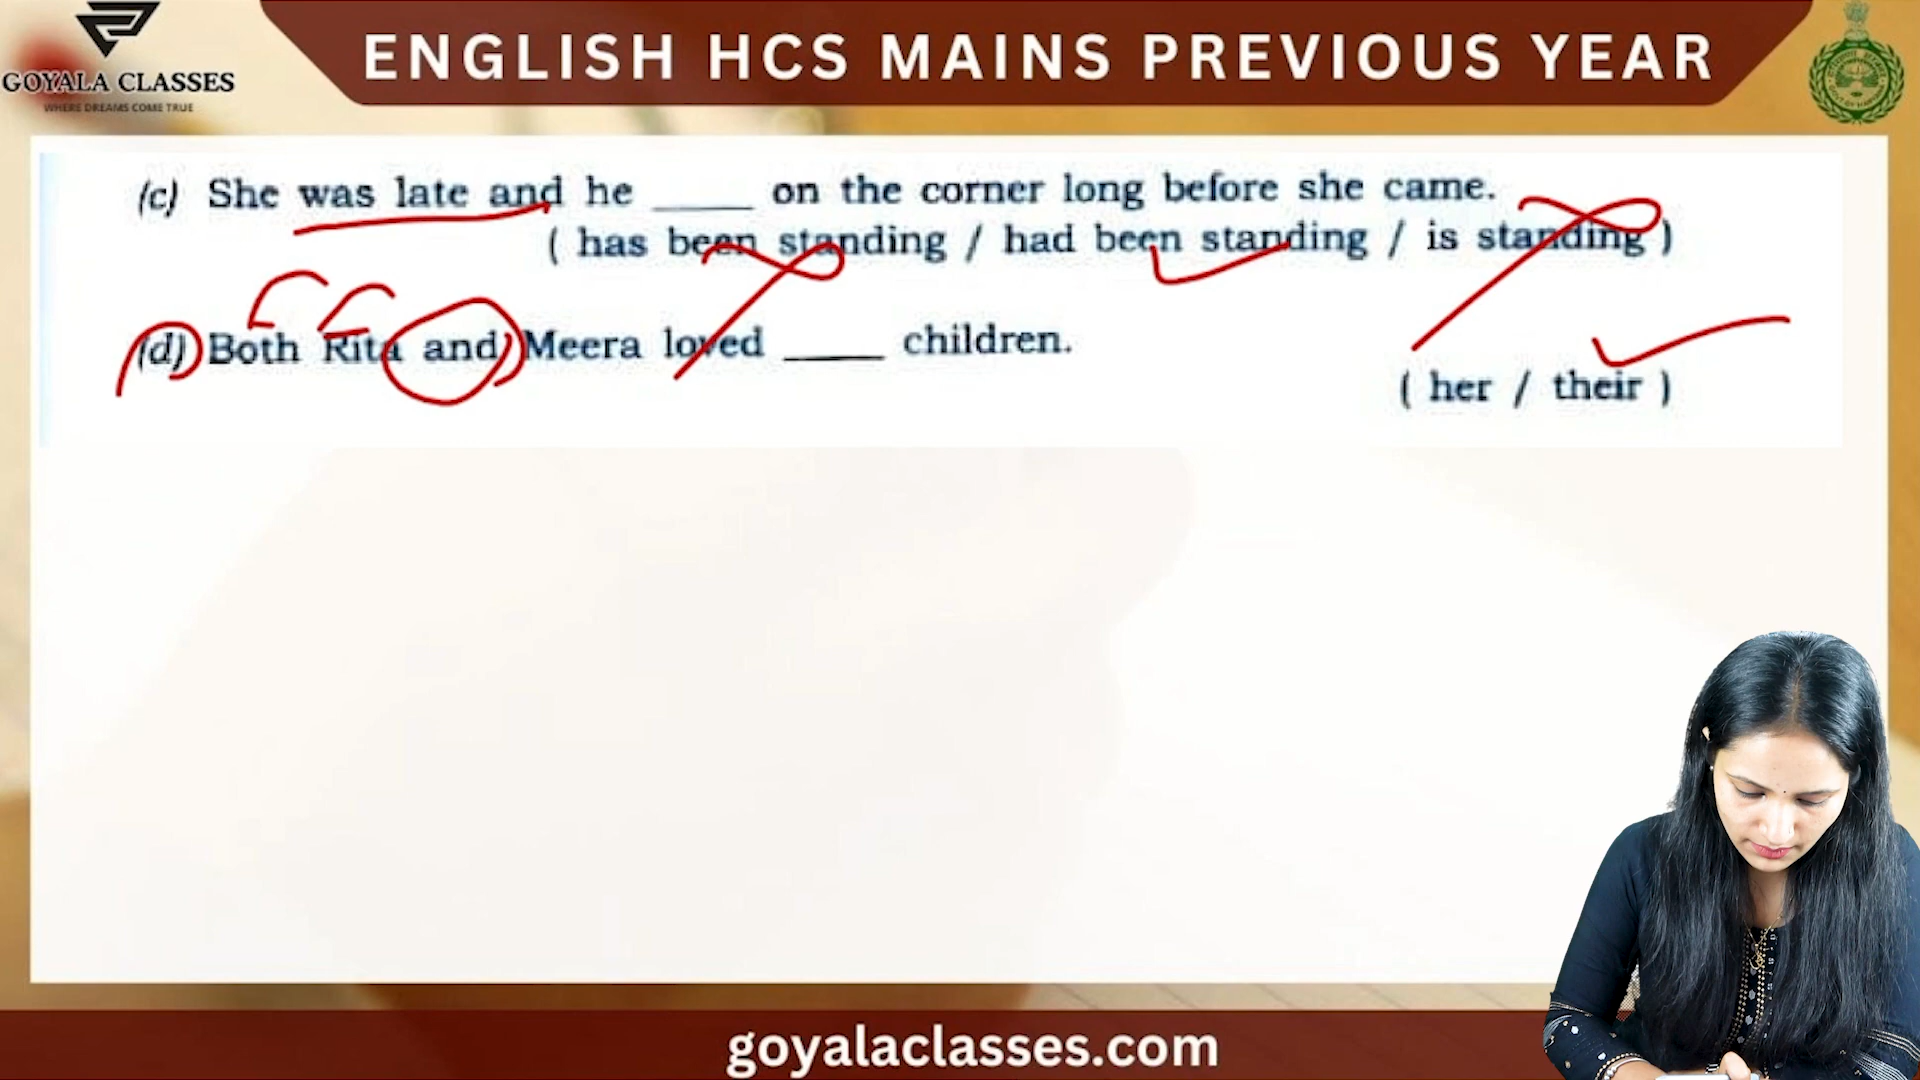 ENGLISH HCS MAINS PREVIOUS YEAR
GOYALA CLASSES
WHERE DREAMS COME TRUE
(c) She was late and he _____ on the corner long before she came.
( has been standing / had been standing / is standing )
(d) Both Rita and Meera loved _____ children.
( her / their )
goyalaclasses.com